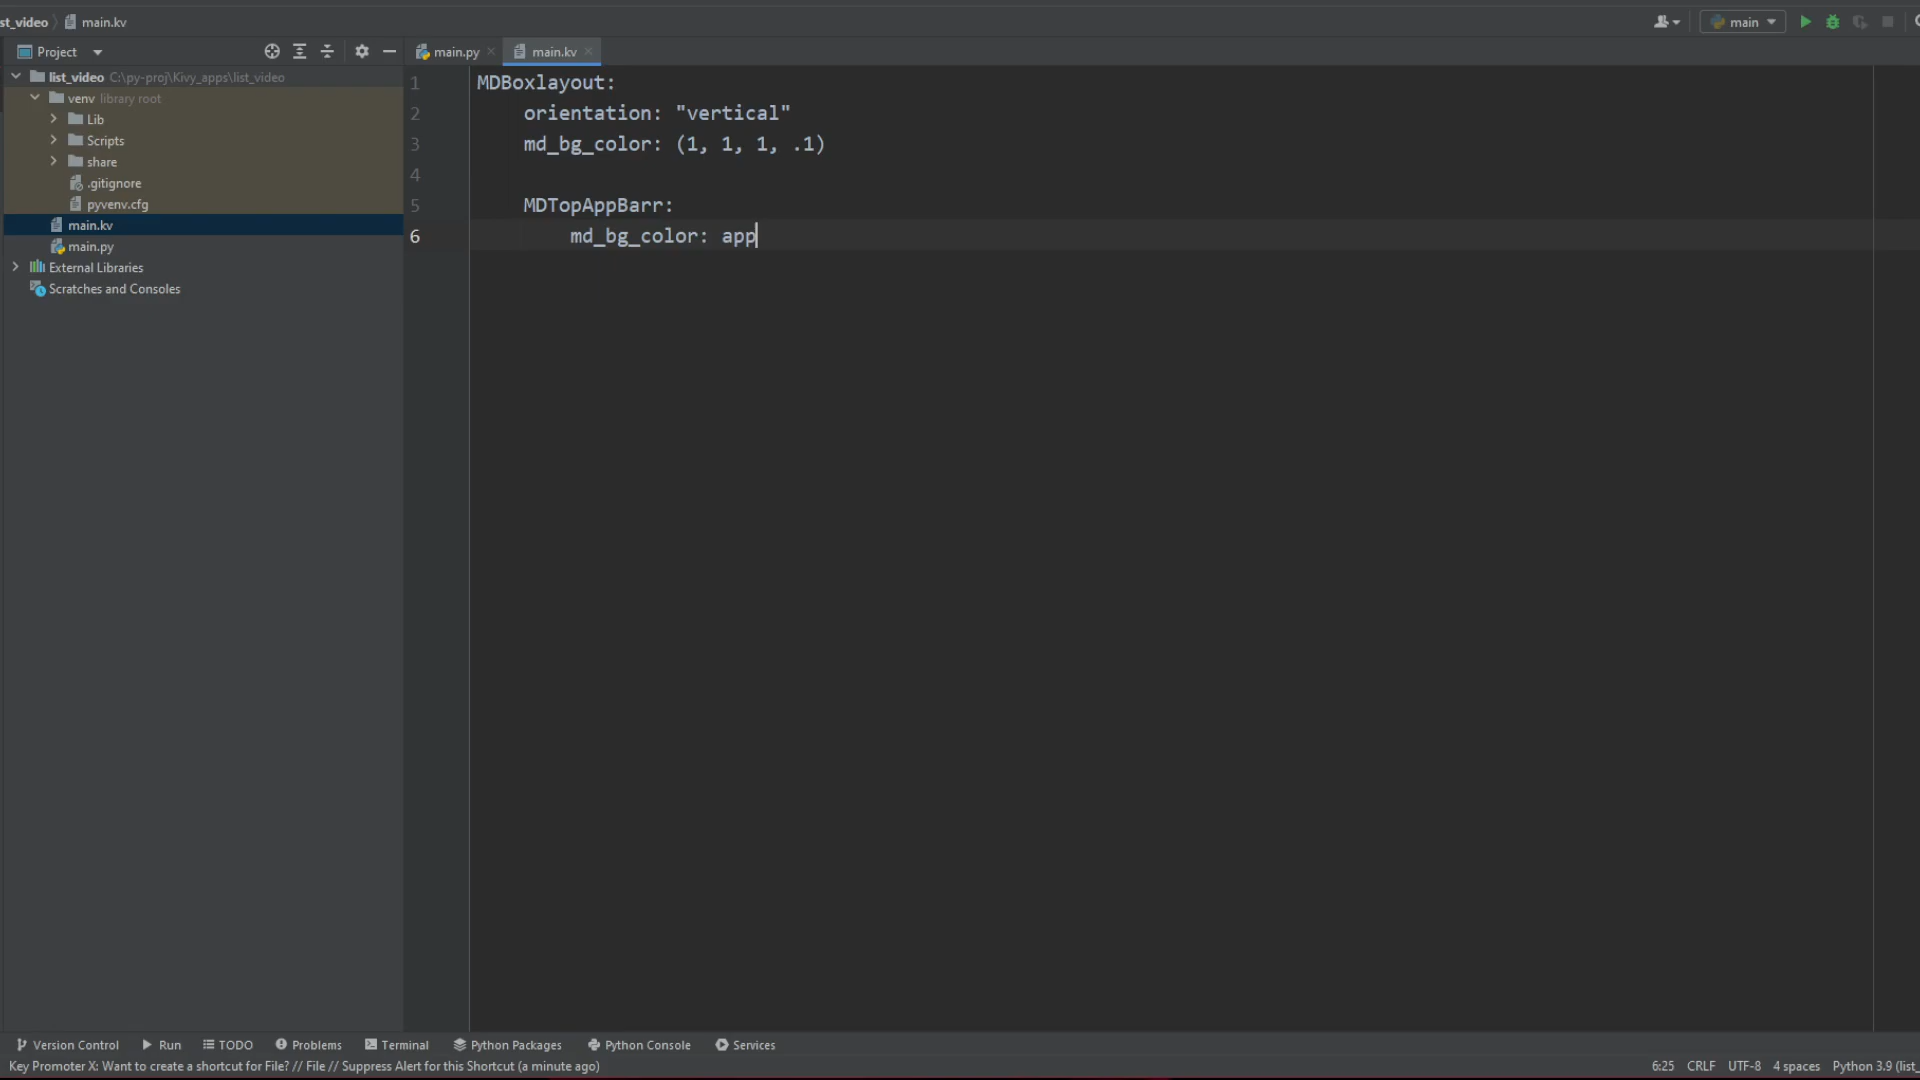 st_video main.kv
main
Project
main.py
main.kv
list_video C:\py-proj\Kivy_apps\list_video
venv library root
Lib
Scripts
share
.gitignore
pyvenv.cfg
main.kv
main.py
External Libraries
Scratches and Consoles
1 MDBoxlayout:
2 orientation: "vertical"
3 md_bg_color: (1, 1, 1, .1)
4
5 MDTopAppBarr:
6 md_bg_color: app
Version Control Run TODO Problems Terminal Python Packages Python Console Services
Key Promoter X: Want to create a shortcut for File? // File // Suppress Alert for this Shortcut (a minute ago) 6:25 CRLF UTF-8 4 spaces Python 3.9 (list_